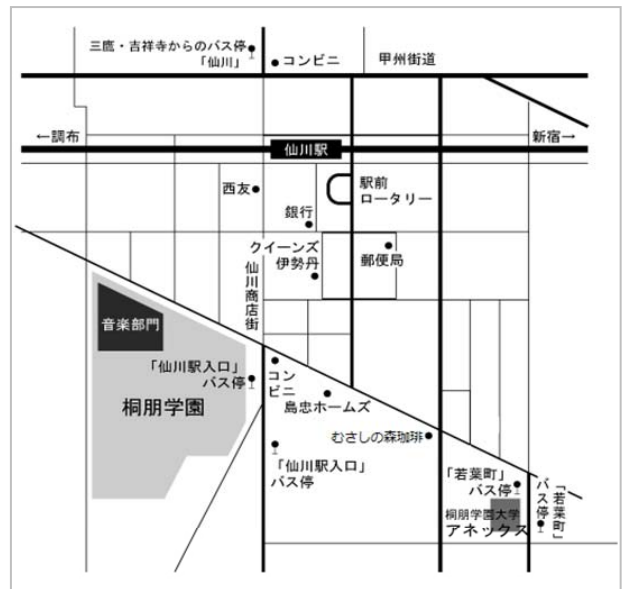 三鷹・吉祥寺からのバス停
「仙川」
コンビニ
甲州街道
←調布
新宿→
仙川駅
西友
駅前
ロータリー
銀行
クイーンズ
伊勢丹
郵便局
仙川商店街
音楽部門
「仙川駅入口」
バス停
コン
ビニ
桐朋学園
島忠ホームズ
むさしの森珈琲
「仙川駅入口」
バス停
「若葉町」
バス停
桐朋学園大学
アネックス
「若葉町」
バス停